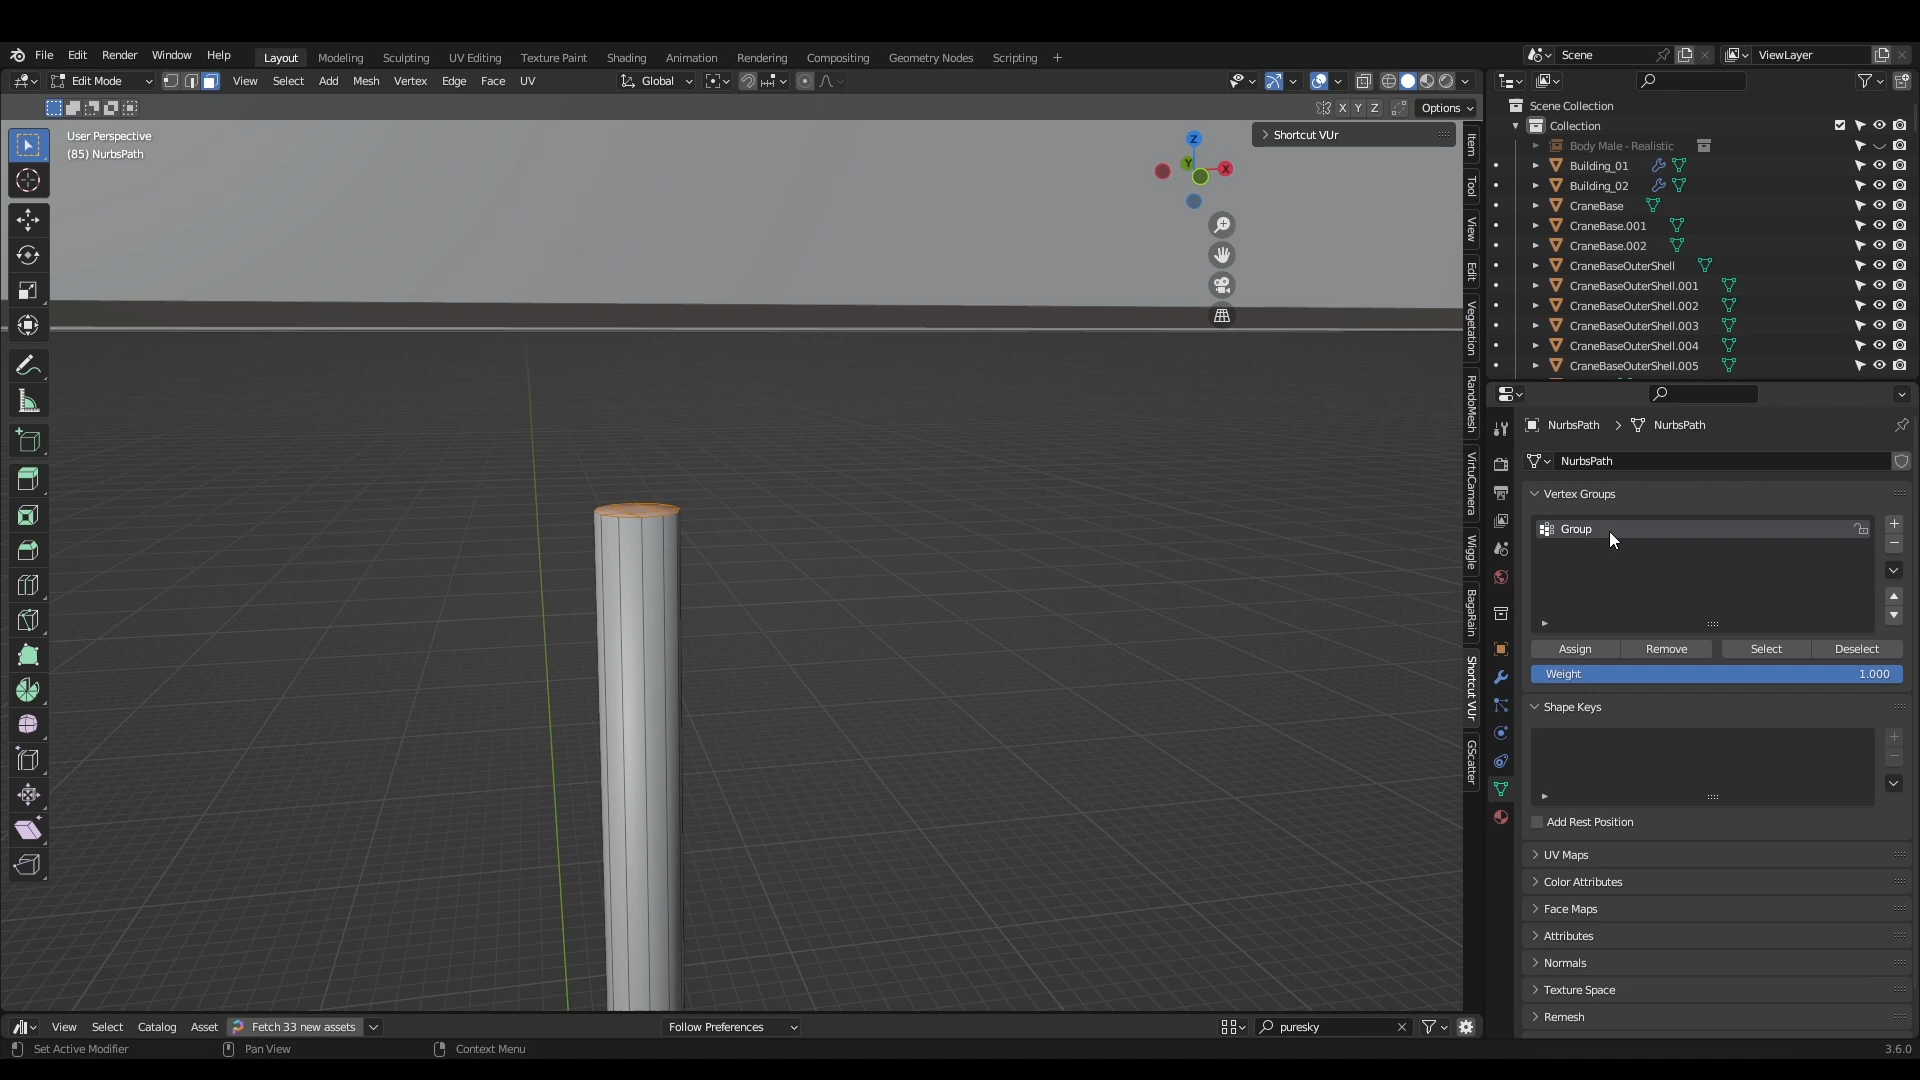 File Edit Render Window Help Layout Modeling Sculpting UV Editing Texture Paint Shading Animation Rendering Compositing Geometry Nodes Scripting + Scene ViewLayer
Edit Mode View Select Add Mesh Vertex Edge Face UV Global
X Y Z Options
User Perspective
(85) NurbsPath
Shortcut VUr
Z
Y
X
Item
Tool
View
Edit
Vegetation
RandoMesh
VirtuCamera
Wiggle
BagaRain
Shortcut VUr
GScatter
Scene Collection
Collection
Body Male - Realistic
Building_01
Building_02
CraneBase
CraneBase.001
CraneBase.002
CraneBaseOuterShell
CraneBaseOuterShell.001
CraneBaseOuterShell.002
CraneBaseOuterShell.003
CraneBaseOuterShell.004
CraneBaseOuterShell.005
NurbsPath > NurbsPath
NurbsPath
Vertex Groups
Group
Assign Remove Select Deselect
Weight 1.000
Shape Keys
Add Rest Position
UV Maps
Color Attributes
Face Maps
Attributes
Normals
Texture Space
Remesh
View Select Catalog Asset Fetch 33 new assets Follow Preferences puresky
Set Active Modifier Pan View Context Menu 3.6.0